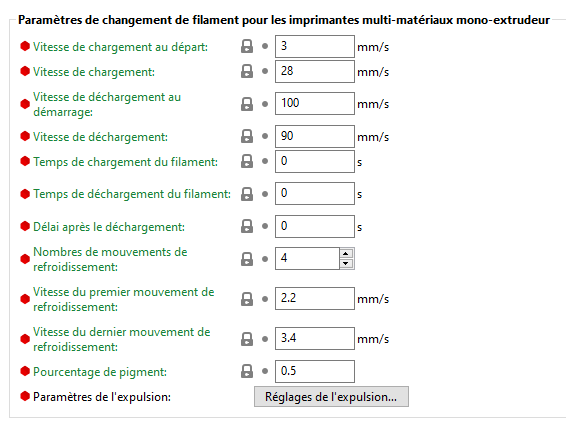 Paramètres de changement de filament pour les imprimantes multi-matériaux mono-extrudeur
Vitesse de chargement au départ: 3 mm/s
Vitesse de chargement: 28 mm/s
Vitesse de déchargement au
démarrage: 100 mm/s
Vitesse de déchargement: 90 mm/s
Temps de chargement du filament: 0 s
Temps de déchargement du filament: 0 s
Délai après le déchargement: 0 s
Nombres de mouvements de
refroidissement: 4
Vitesse du premier mouvement de
refroidissement: 2.2 mm/s
Vitesse du dernier mouvement de
refroidissement: 3.4 mm/s
Pourcentage de pigment: 0.5
Paramètres de l'expulsion: Réglages de l'expulsion...